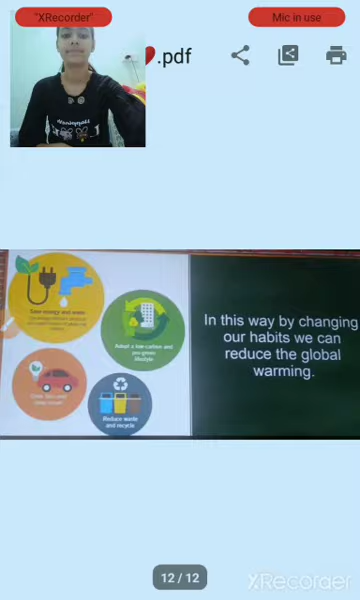 "XRecorder"
Mic in use
.pdf
Save energy and water
Adopt a low-carbon and
zoo-green
lifestyle
Reduce waste
and recycle
In this way by changing
our habits we can
reduce the global
warming.
12 / 12
XRecorder